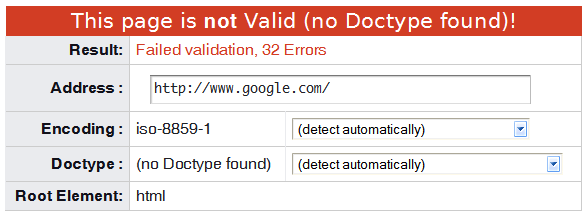 This page is not Valid (no Doctype found)!
Result: Failed validation, 32 Errors
Address : http://www.google.com/
Encoding : iso-8859-1 (detect automatically)
Doctype : (no Doctype found) (detect automatically)
Root Element: html